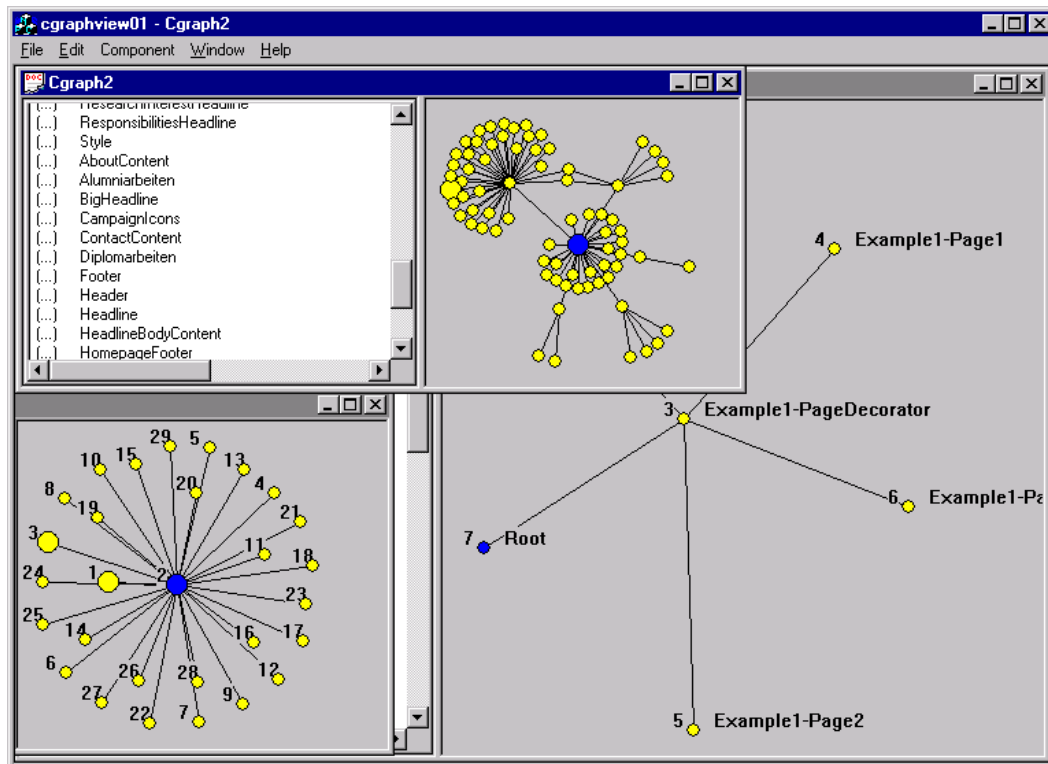 cgraphview01 - Cgraph2
File Edit Component Window Help
DOC Cgraph2
(...) ResearchInterestHeadline
(...) ResponsibilitiesHeadline
(...) Style
(...) AboutContent
(...) Alumniarbeiten
(...) BigHeadline
(...) CampaignIcons
(...) ContactContent
(...) Diplomarbeiten
(...) Footer
(...) Header
(...) Headline
(...) HeadlineBodyContent
(...) HomepageFooter
4 Example1-Page1
3 Example1-PageDecorator
6 Example1-Pa
7 Root
5 Example1-Page2
29 5
10 15 13
8 20 4
19 21
3 11 18
24 1 2
23
25 14 16 17
6 26 28 12
27 22 7 9